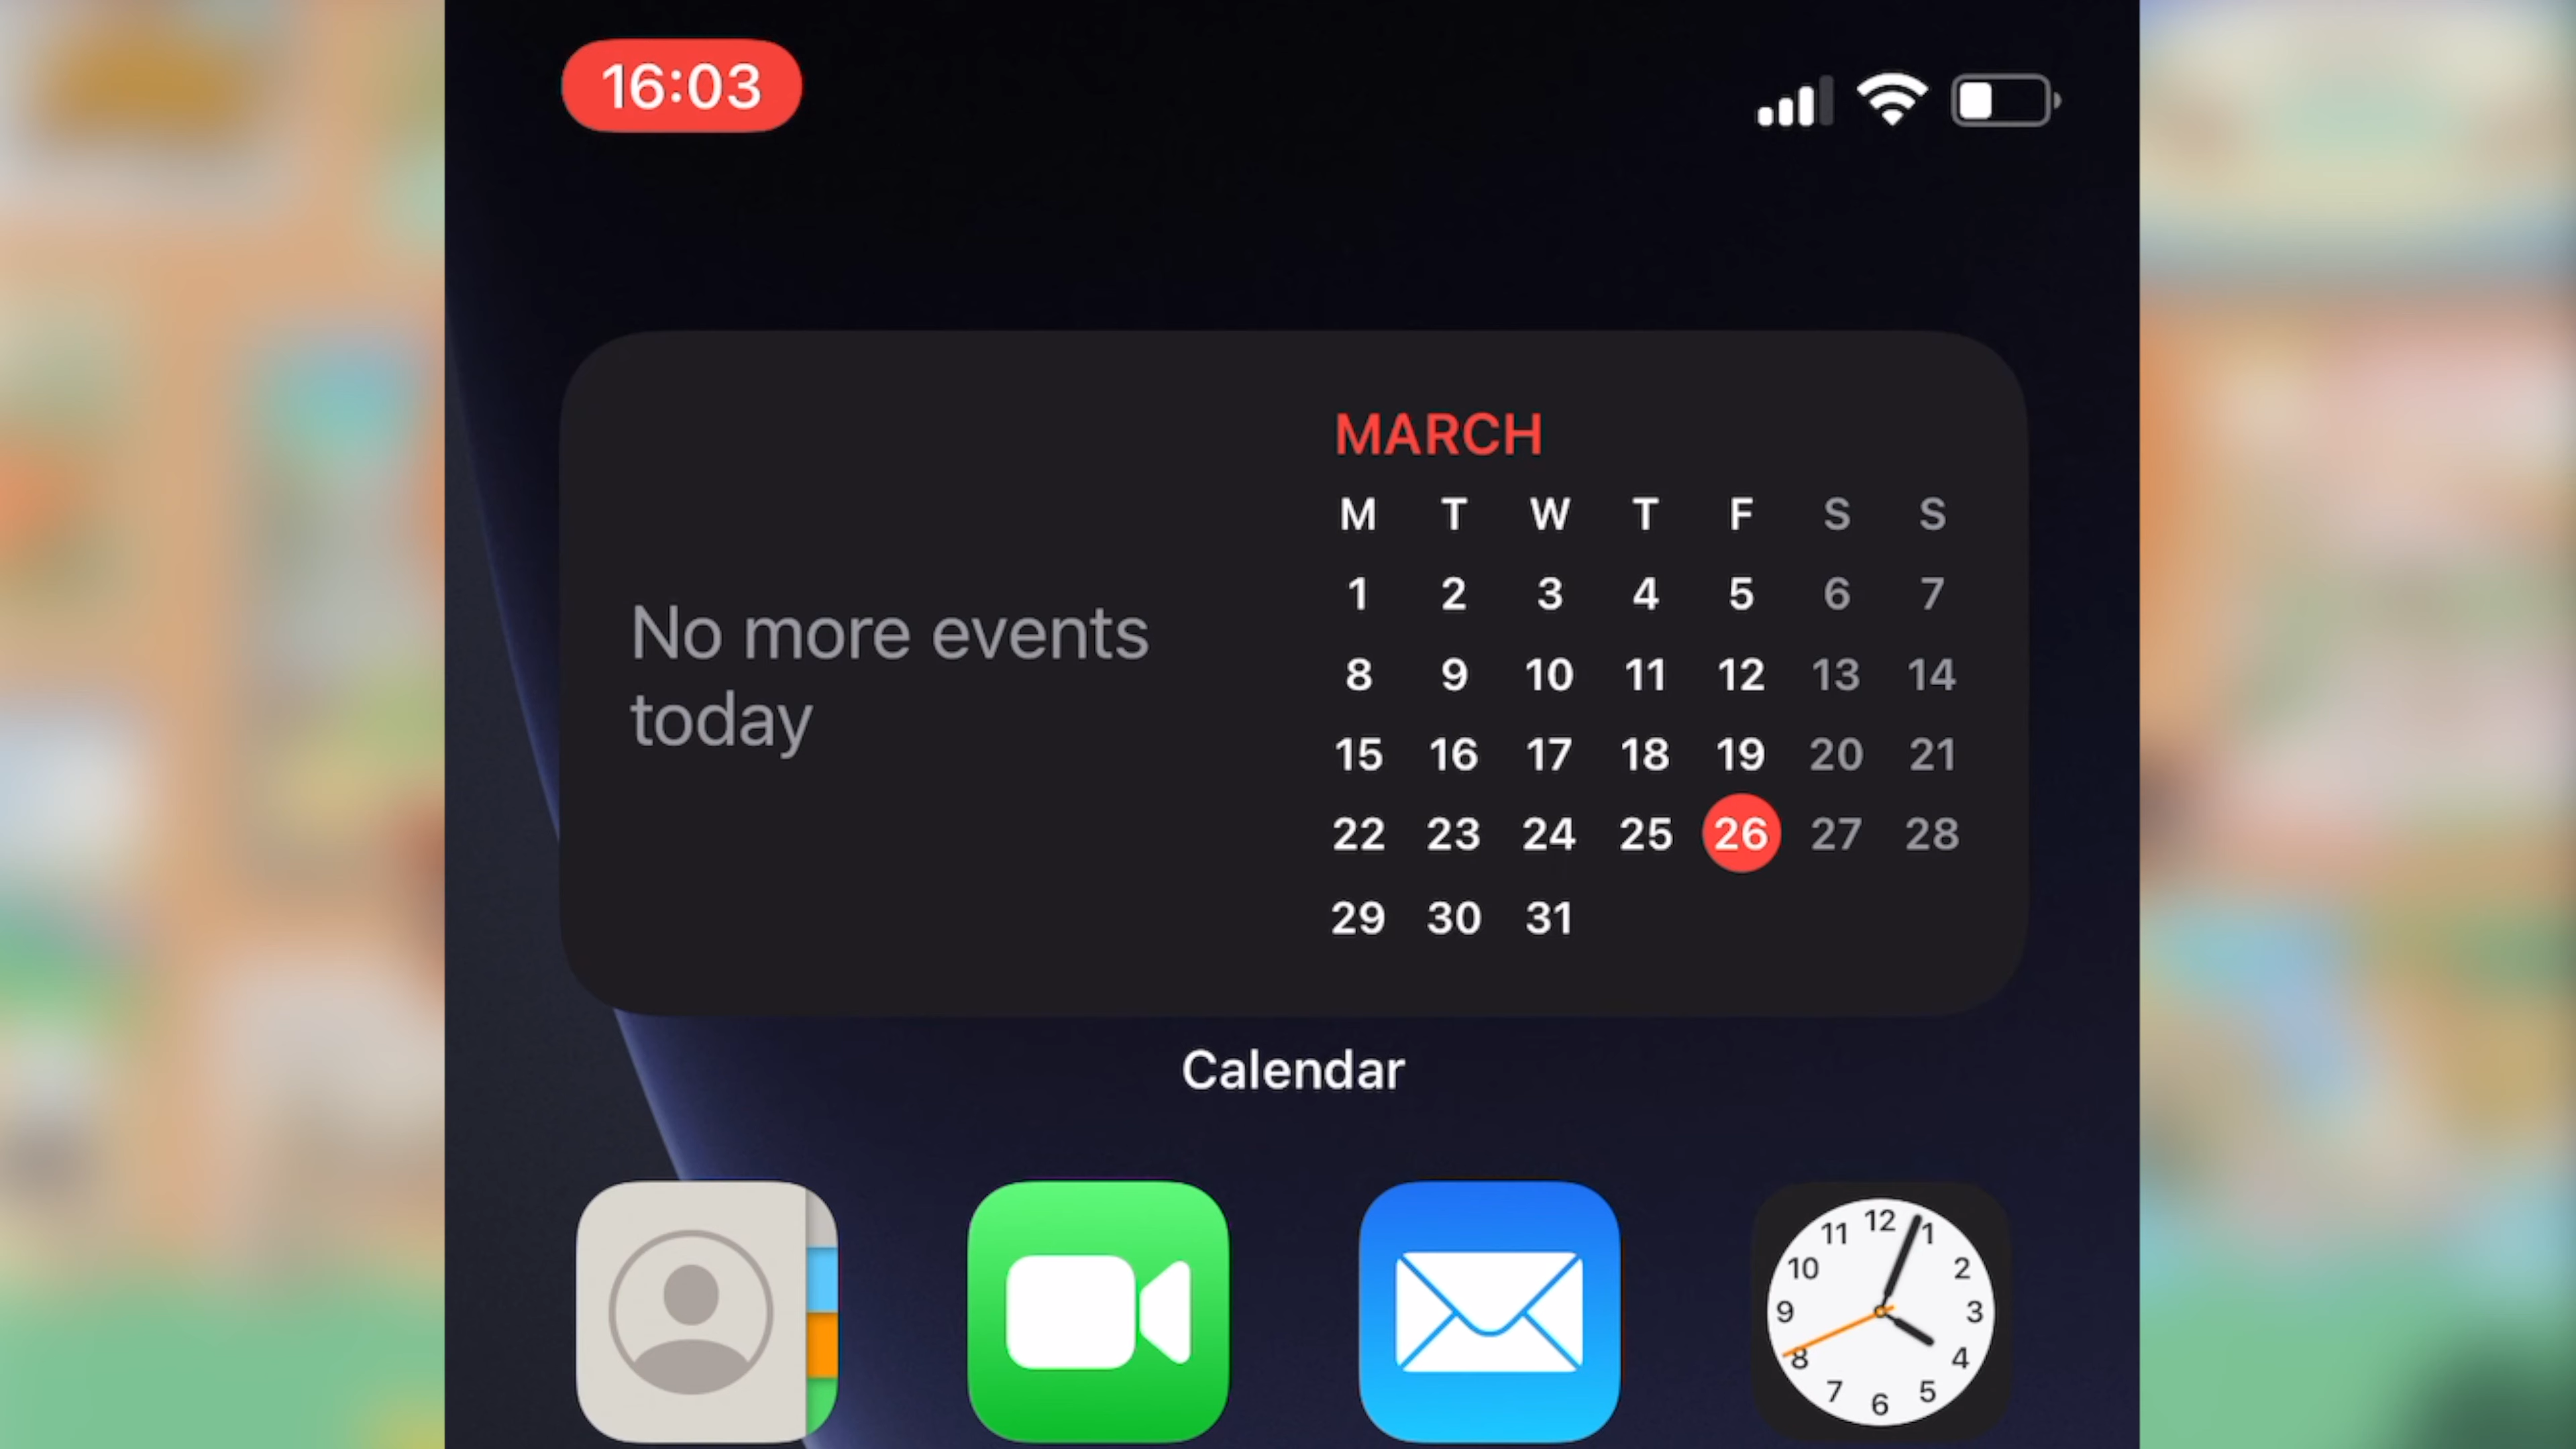 16:03
MARCH
M T W T F S S
1 2 3 4 5 6 7
8 9 10 11 12 13 14
15 16 17 18 19 20 21
22 23 24 25 26 27 28
29 30 31
No more events
today
Calendar
12 1 2 3 4 5 6 7 8 9 10 11